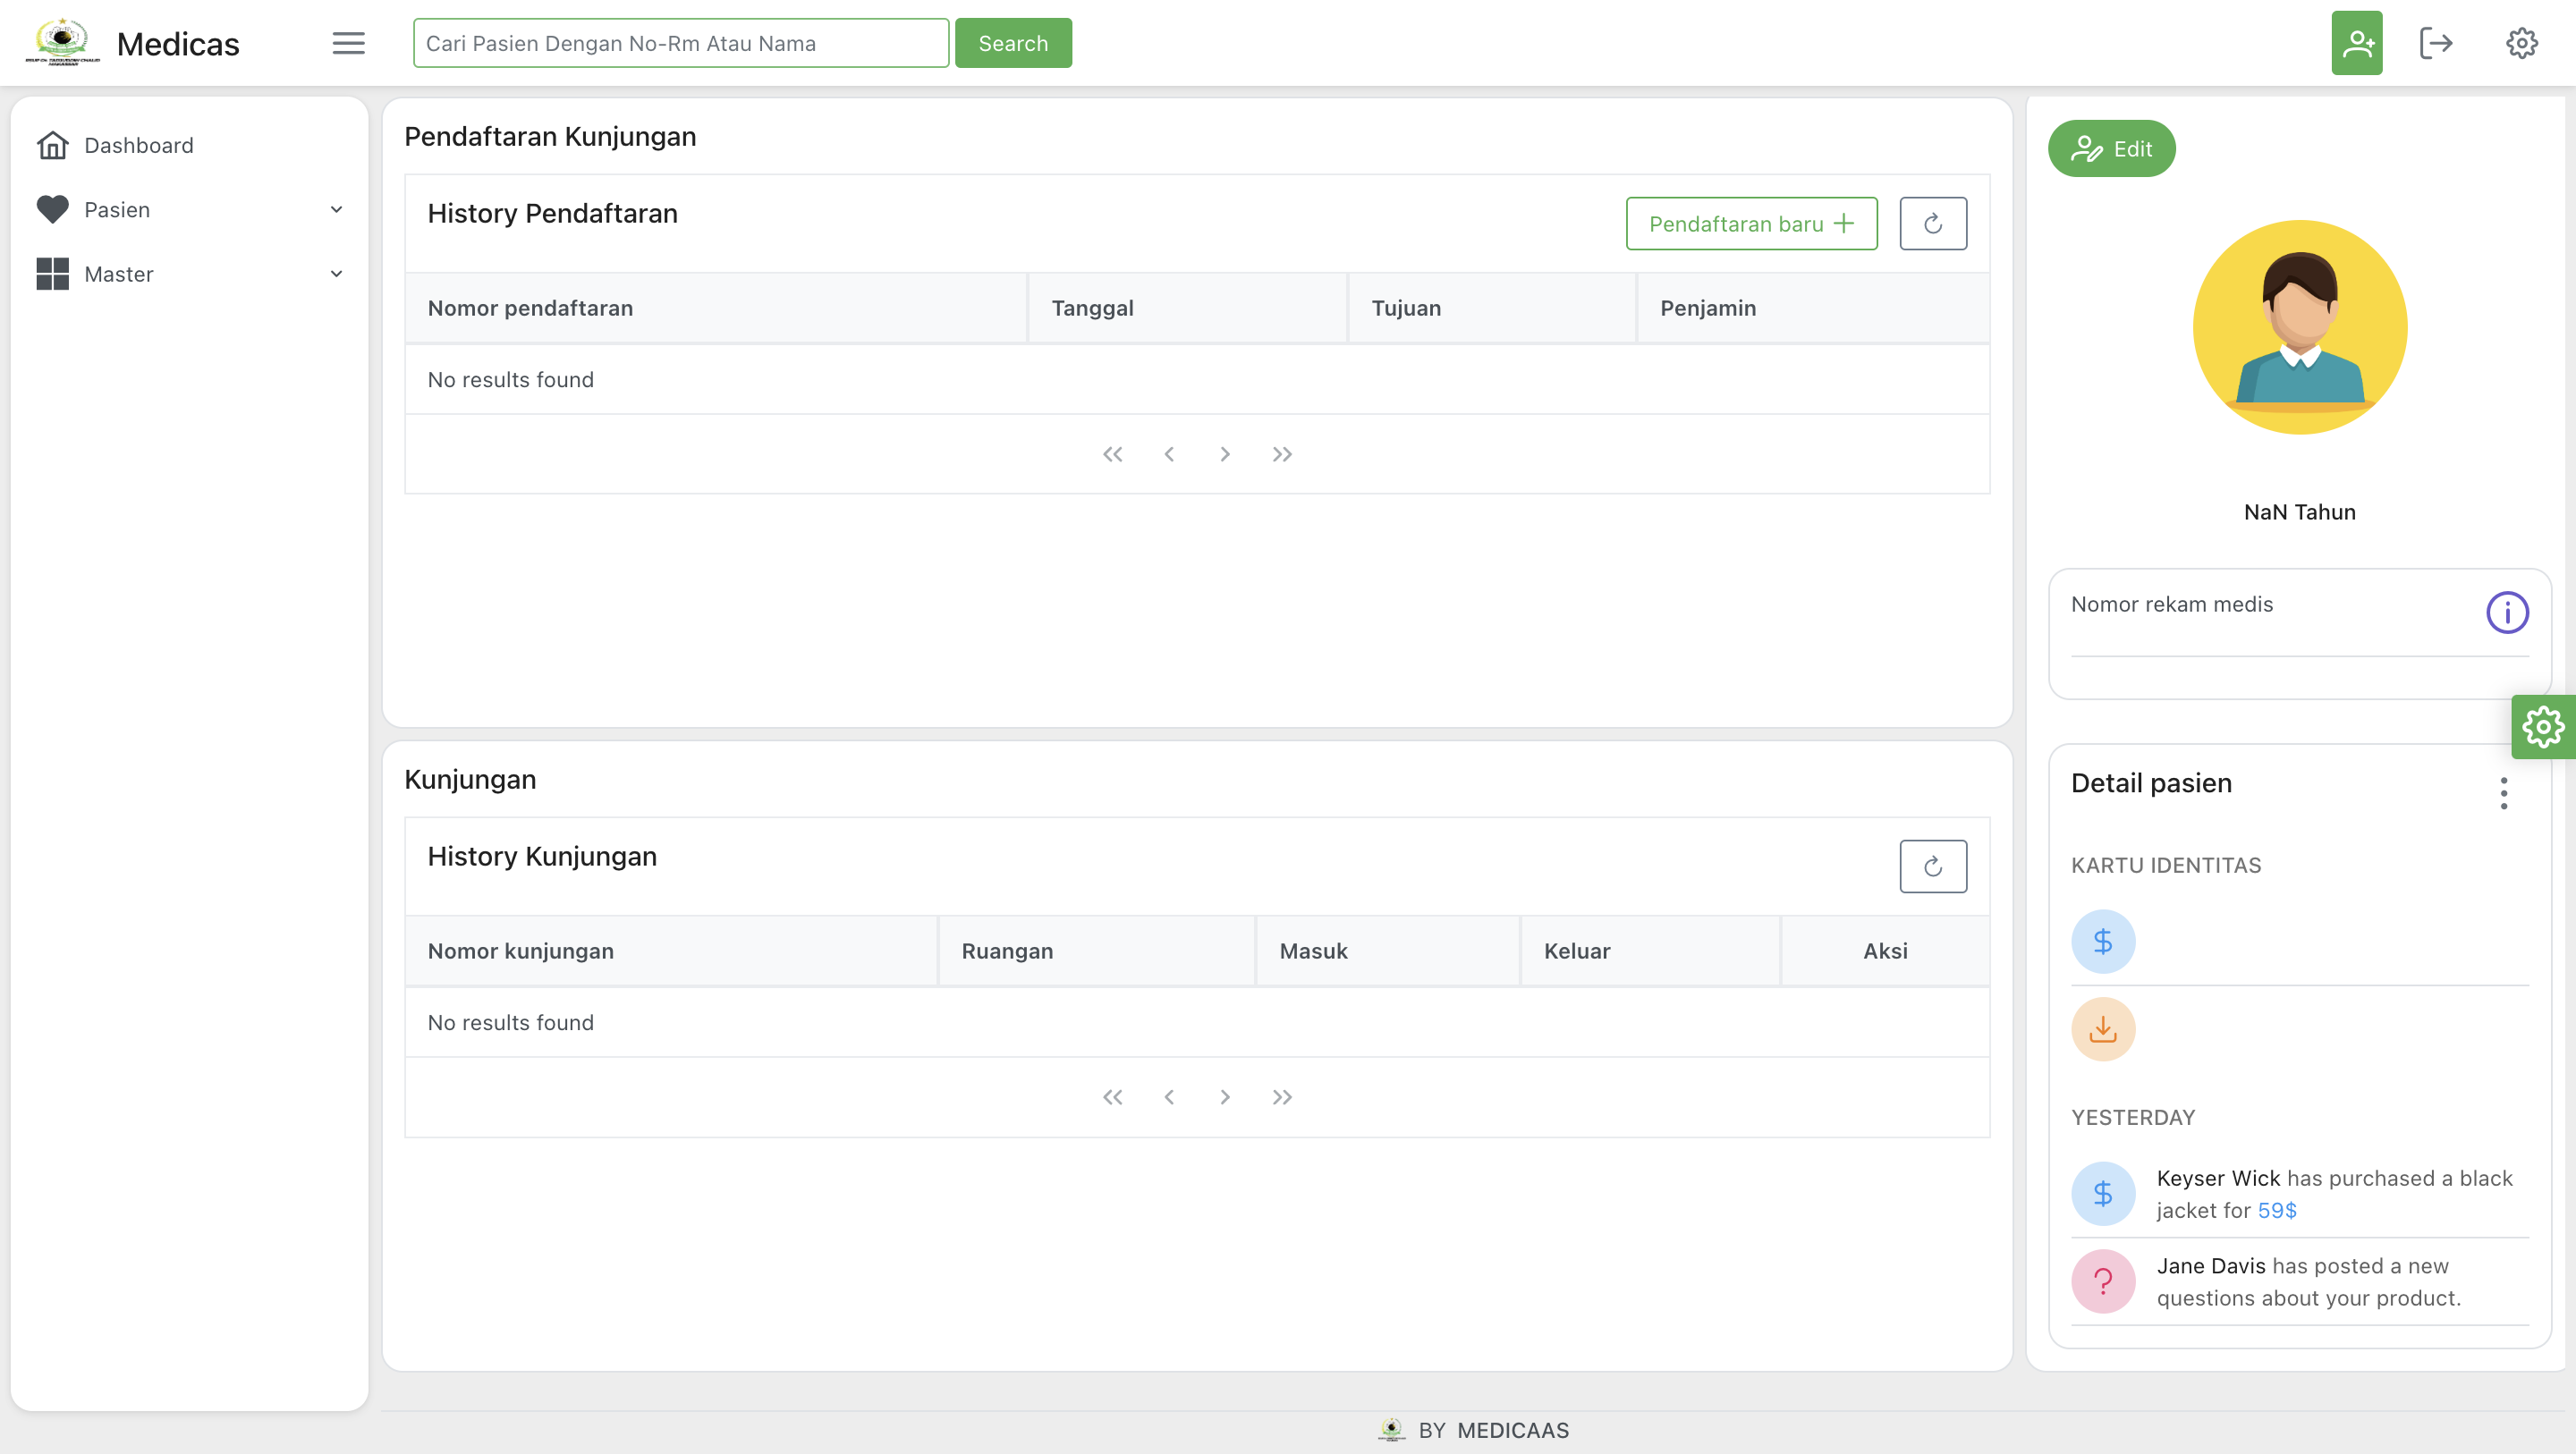 Medicas
Cari Pasien Dengan No-Rm Atau Nama
Search
Dashboard
Pasien
Master
Pendaftaran Kunjungan
History Pendaftaran
Pendaftaran baru
Nomor pendaftaran Tanggal Tujuan Penjamin
No results found
Kunjungan
History Kunjungan
Nomor kunjungan Ruangan Masuk Keluar Aksi
No results found
Edit
NaN Tahun
Nomor rekam medis
Detail pasien
KARTU IDENTITAS
YESTERDAY
Keyser Wick has purchased a black
jacket for 59$
Jane Davis has posted a new
questions about your product.
BY MEDICAAS